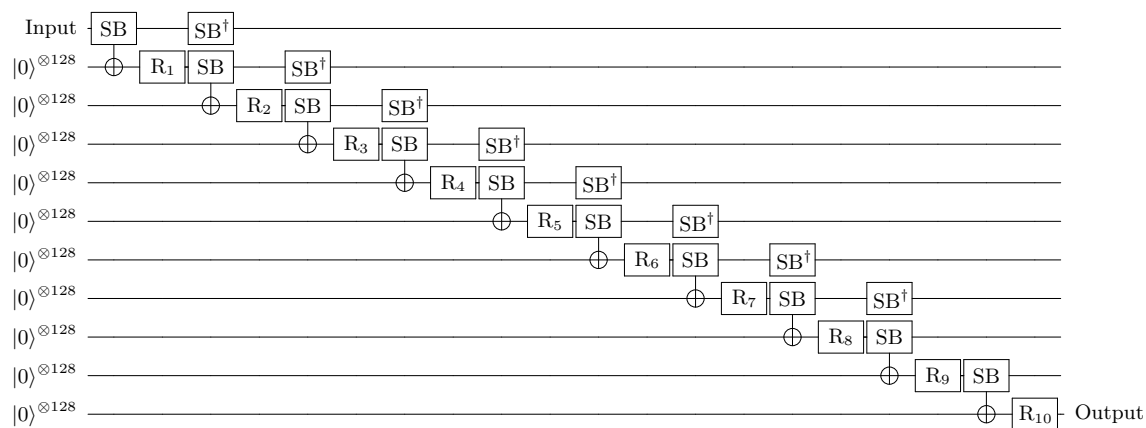 Input SB SB†
|0⟩⊗128 R1 SB SB†
|0⟩⊗128 R2 SB SB†
|0⟩⊗128 R3 SB SB†
|0⟩⊗128 R4 SB SB†
|0⟩⊗128 R5 SB SB†
|0⟩⊗128 R6 SB SB†
|0⟩⊗128 R7 SB SB†
|0⟩⊗128 R8 SB
|0⟩⊗128 R9 SB
|0⟩⊗128 R10 Output